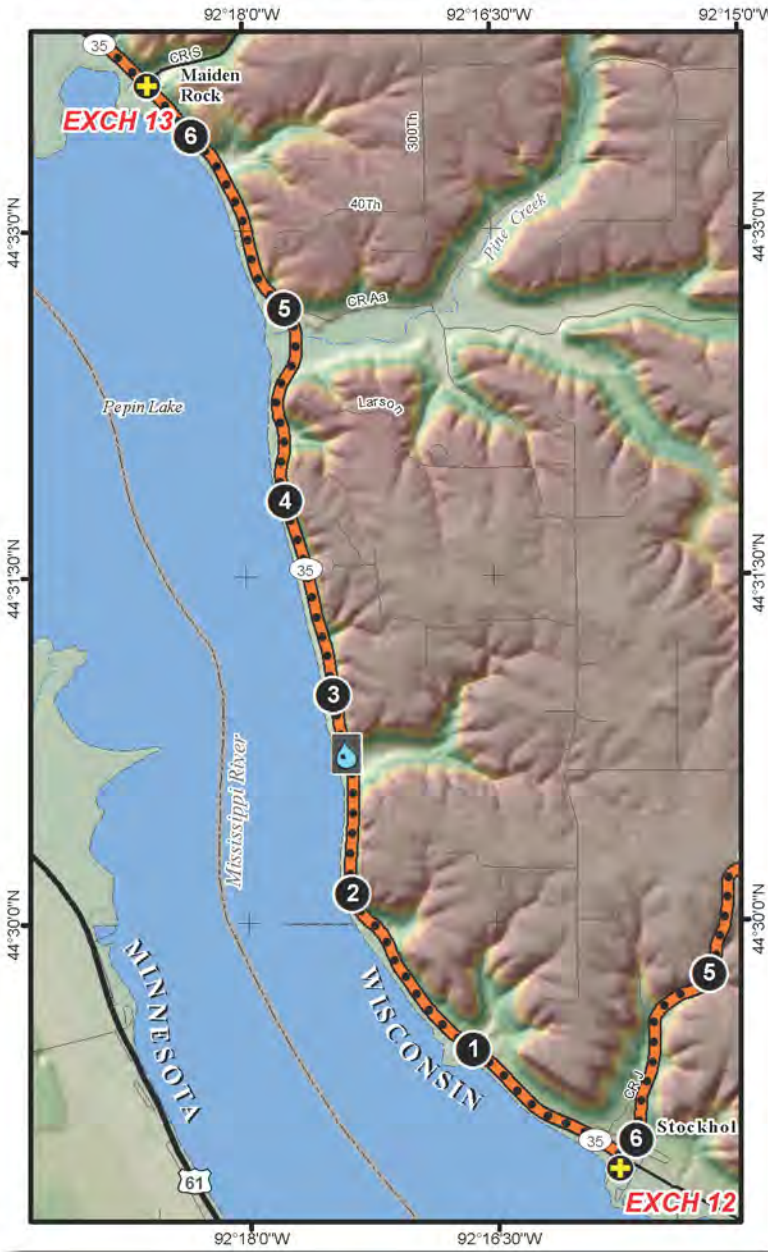 92°18'0"W
92°16'30"W
92°15'0"W
35
CR S
Maiden
Rock
EXCH 13
6
300Th
40Th
Pine Creek
44°33'0"N
44°33'0"N
CR Aa
5
Pepin Lake
Larson
4
35
44°31'30"N
44°31'30"N
3
Mississippi River
2
44°30'0"N
44°30'0"N
MINNESOTA
WISCONSIN
5
1
CR J
35
6
Stockhol
61
EXCH 12
92°18'0"W
92°16'30"W